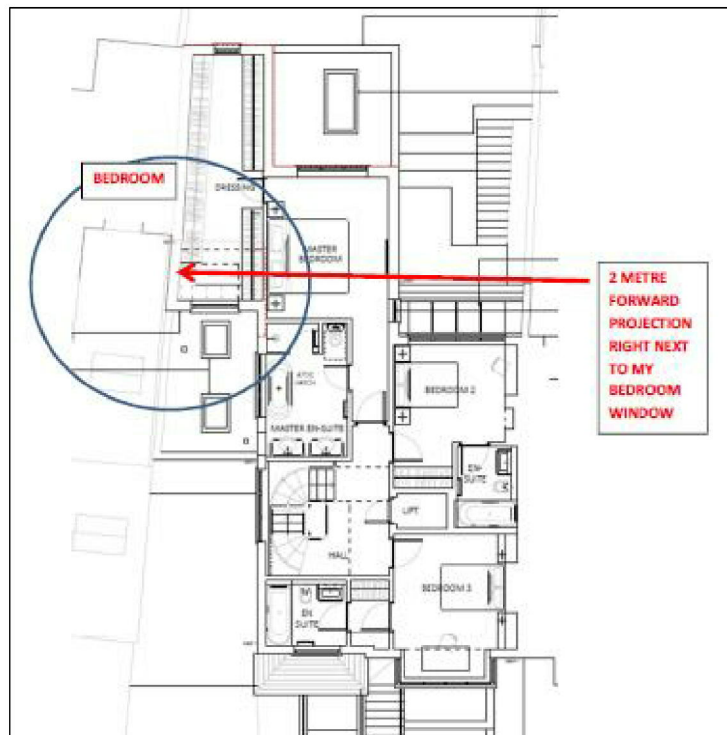 BEDROOM
DRESSING
MASTER
BEDROOM
2 METRE
FORWARD
PROJECTION
RIGHT NEXT
TO MY
BEDROOM
WINDOW
ATTIC
HATCH
BEDROOM 2
MASTER EN-SUITE
EN-
SUITE
LIFT
HALL
BEDROOM 3
EN
SUITE